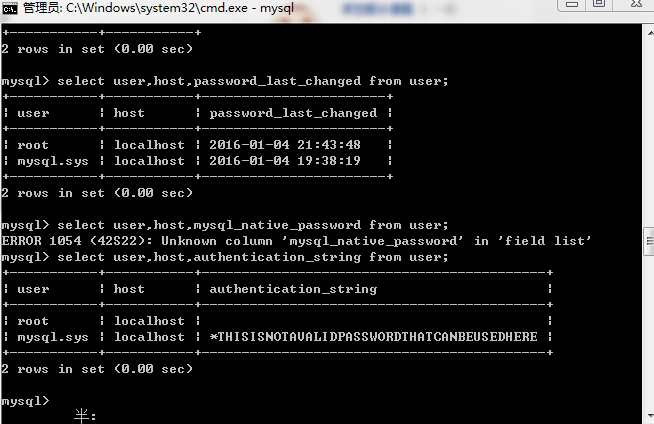 管理员: C:\Windows\system32\cmd.exe - mysql
+-----------+-----------+
2 rows in set (0.00 sec)
mysql> select user,host,password_last_changed from user;
+-----------+-----------+-----------------------+
| user      | host      | password_last_changed |
+-----------+-----------+-----------------------+
| root      | localhost | 2016-01-04 21:43:48   |
| mysql.sys | localhost | 2016-01-04 19:38:19   |
+-----------+-----------+-----------------------+
2 rows in set (0.00 sec)
mysql> select user,host,mysql_native_password from user;
ERROR 1054 (42S22): Unknown column 'mysql_native_password' in 'field list'
mysql> select user,host,authentication_string from user;
+-----------+-----------+-------------------------------------------+
| user      | host      | authentication_string                     |
+-----------+-----------+-------------------------------------------+
| root      | localhost |                                           |
| mysql.sys | localhost | *THISISNOTAVALIDPASSWORDTHATCANBEUSEDHERE |
+-----------+-----------+-------------------------------------------+
2 rows in set (0.00 sec)
mysql>
半: